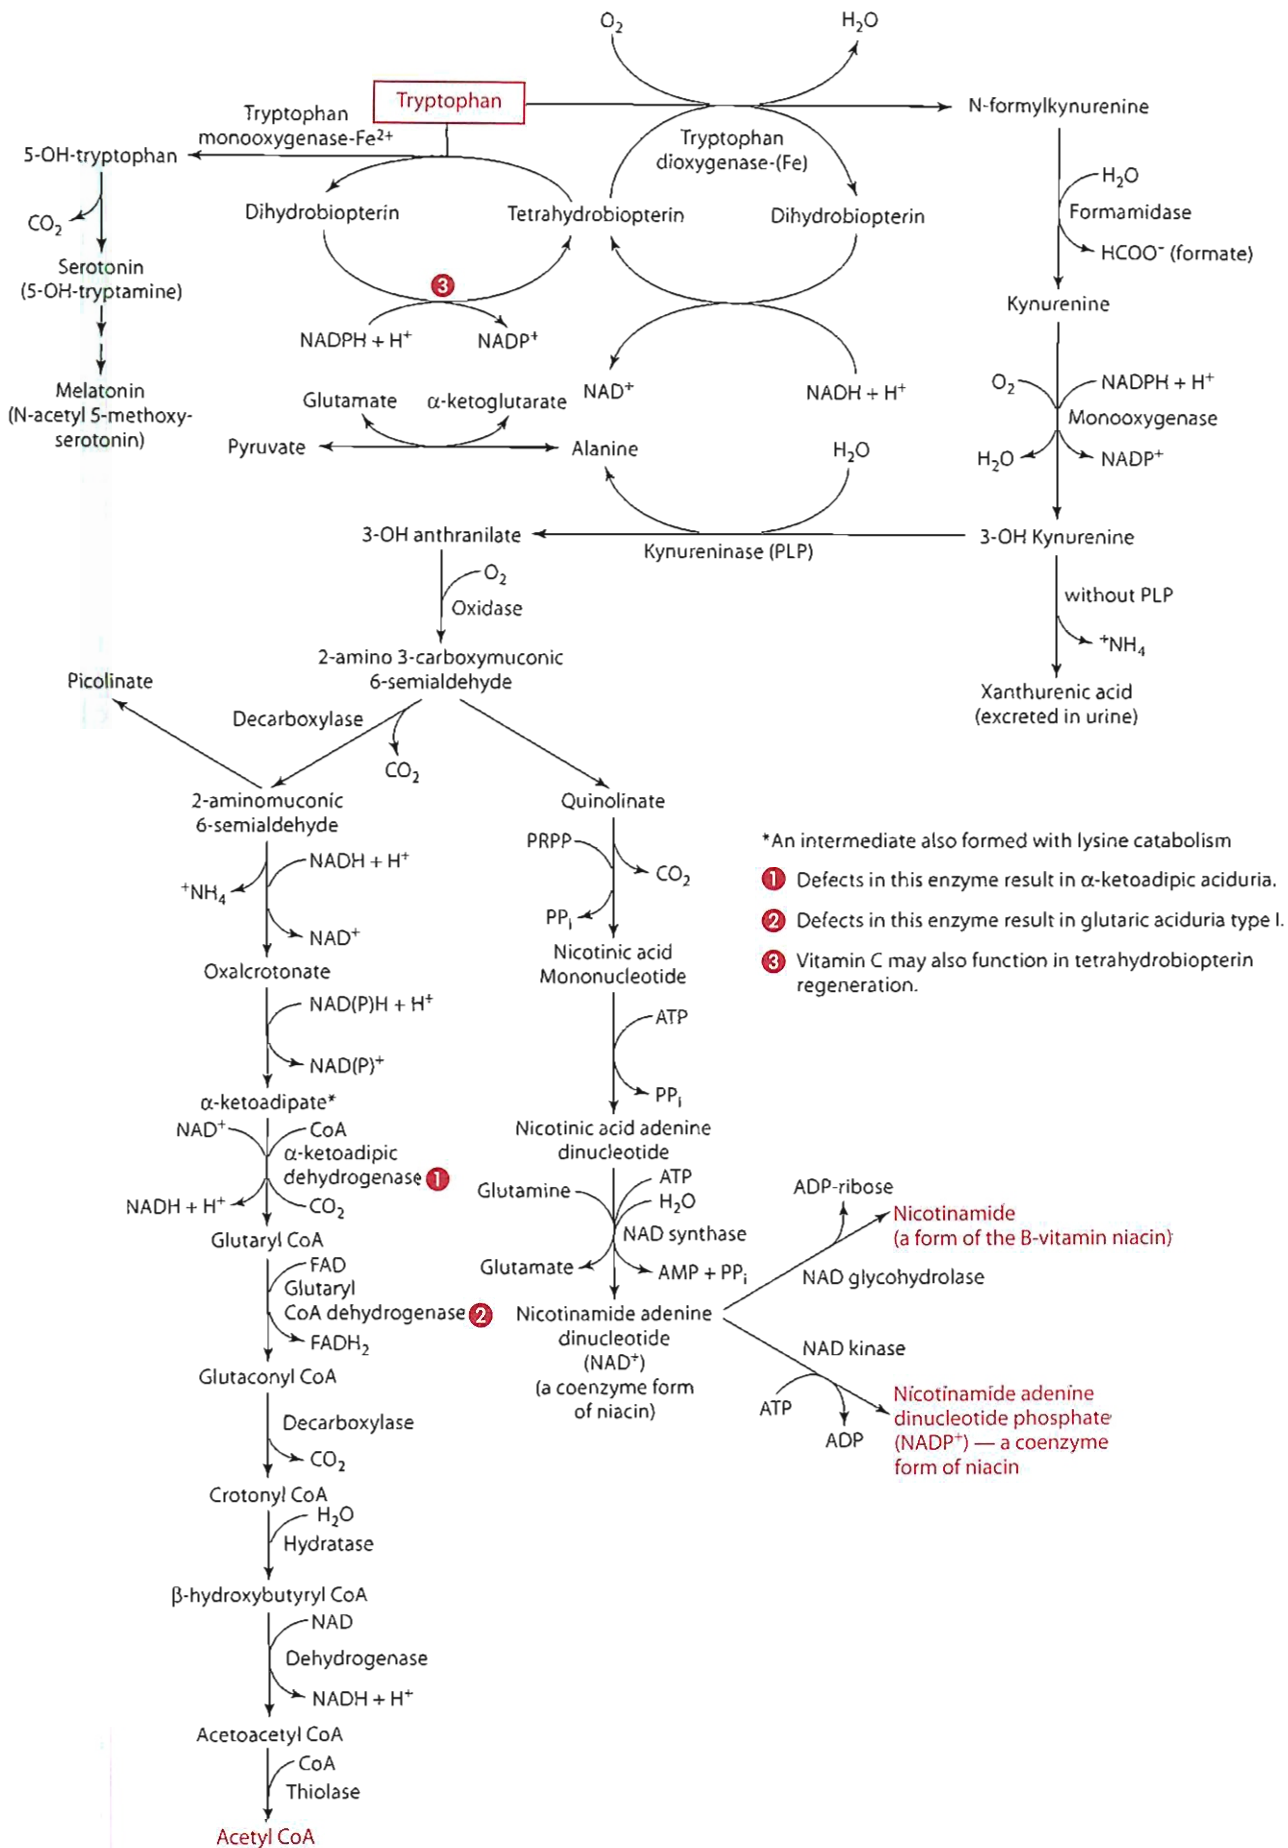 O₂
H₂O
Tryptophan
Tryptophan
monooxygenase-Fe²⁺
5-OH-tryptophan
N-formylkynurenine
Tryptophan
dioxygenase-(Fe)
CO₂
Dihydrobiopterin
Tetrahydrobiopterin
Dihydrobiopterin
H₂O
Formamidase
HCOO⁻ (formate)
Serotonin
(5-OH-tryptamine)
3
Kynurenine
NADPH + H⁺
NADP⁺
Melatonin
(N-acetyl 5-methoxy-
serotonin)
Glutamate
α-ketoglutarate
NAD⁺
NADH + H⁺
O₂
NADPH + H⁺
Monooxygenase
H₂O
NADP⁺
Pyruvate
Alanine
H₂O
3-OH anthranilate
Kynureninase (PLP)
3-OH Kynurenine
O₂
Oxidase
without PLP
⁺NH₄
2-amino 3-carboxymuconic
6-semialdehyde
Xanthurenic acid
(excreted in urine)
Picolinate
Decarboxylase
CO₂
2-aminomuconic
6-semialdehyde
Quinolinate
NADH + H⁺
⁺NH₄
NAD⁺
PRPP
CO₂
PPᵢ
*An intermediate also formed with lysine catabolism
1 Defects in this enzyme result in α-ketoadipic aciduria.
2 Defects in this enzyme result in glutaric aciduria type I.
3 Vitamin C may also function in tetrahydrobiopterin
regeneration.
Oxalcrotonate
Nicotinic acid
Mononucleotide
NAD(P)H + H⁺
NAD(P)⁺
ATP
PPᵢ
α-ketoadipate*
NAD⁺
CoA
α-ketoadipic
dehydrogenase 1
NADH + H⁺
CO₂
Nicotinic acid adenine
dinucleotide
Glutamine
ATP
H₂O
NAD synthase
Glutamate
AMP + PPᵢ
ADP-ribose
Nicotinamide
(a form of the B-vitamin niacin)
NAD glycohydrolase
Glutaryl CoA
FAD
Glutaryl
CoA dehydrogenase 2
FADH₂
Nicotinamide adenine
dinucleotide
(NAD⁺)
(a coenzyme form
of niacin)
NAD kinase
ATP
ADP
Nicotinamide adenine
dinucleotide phosphate
(NADP⁺) — a coenzyme
form of niacin
Glutaconyl CoA
Decarboxylase
CO₂
Crotonyl CoA
H₂O
Hydratase
β-hydroxybutyryl CoA
NAD
Dehydrogenase
NADH + H⁺
Acetoacetyl CoA
CoA
Thiolase
Acetyl CoA